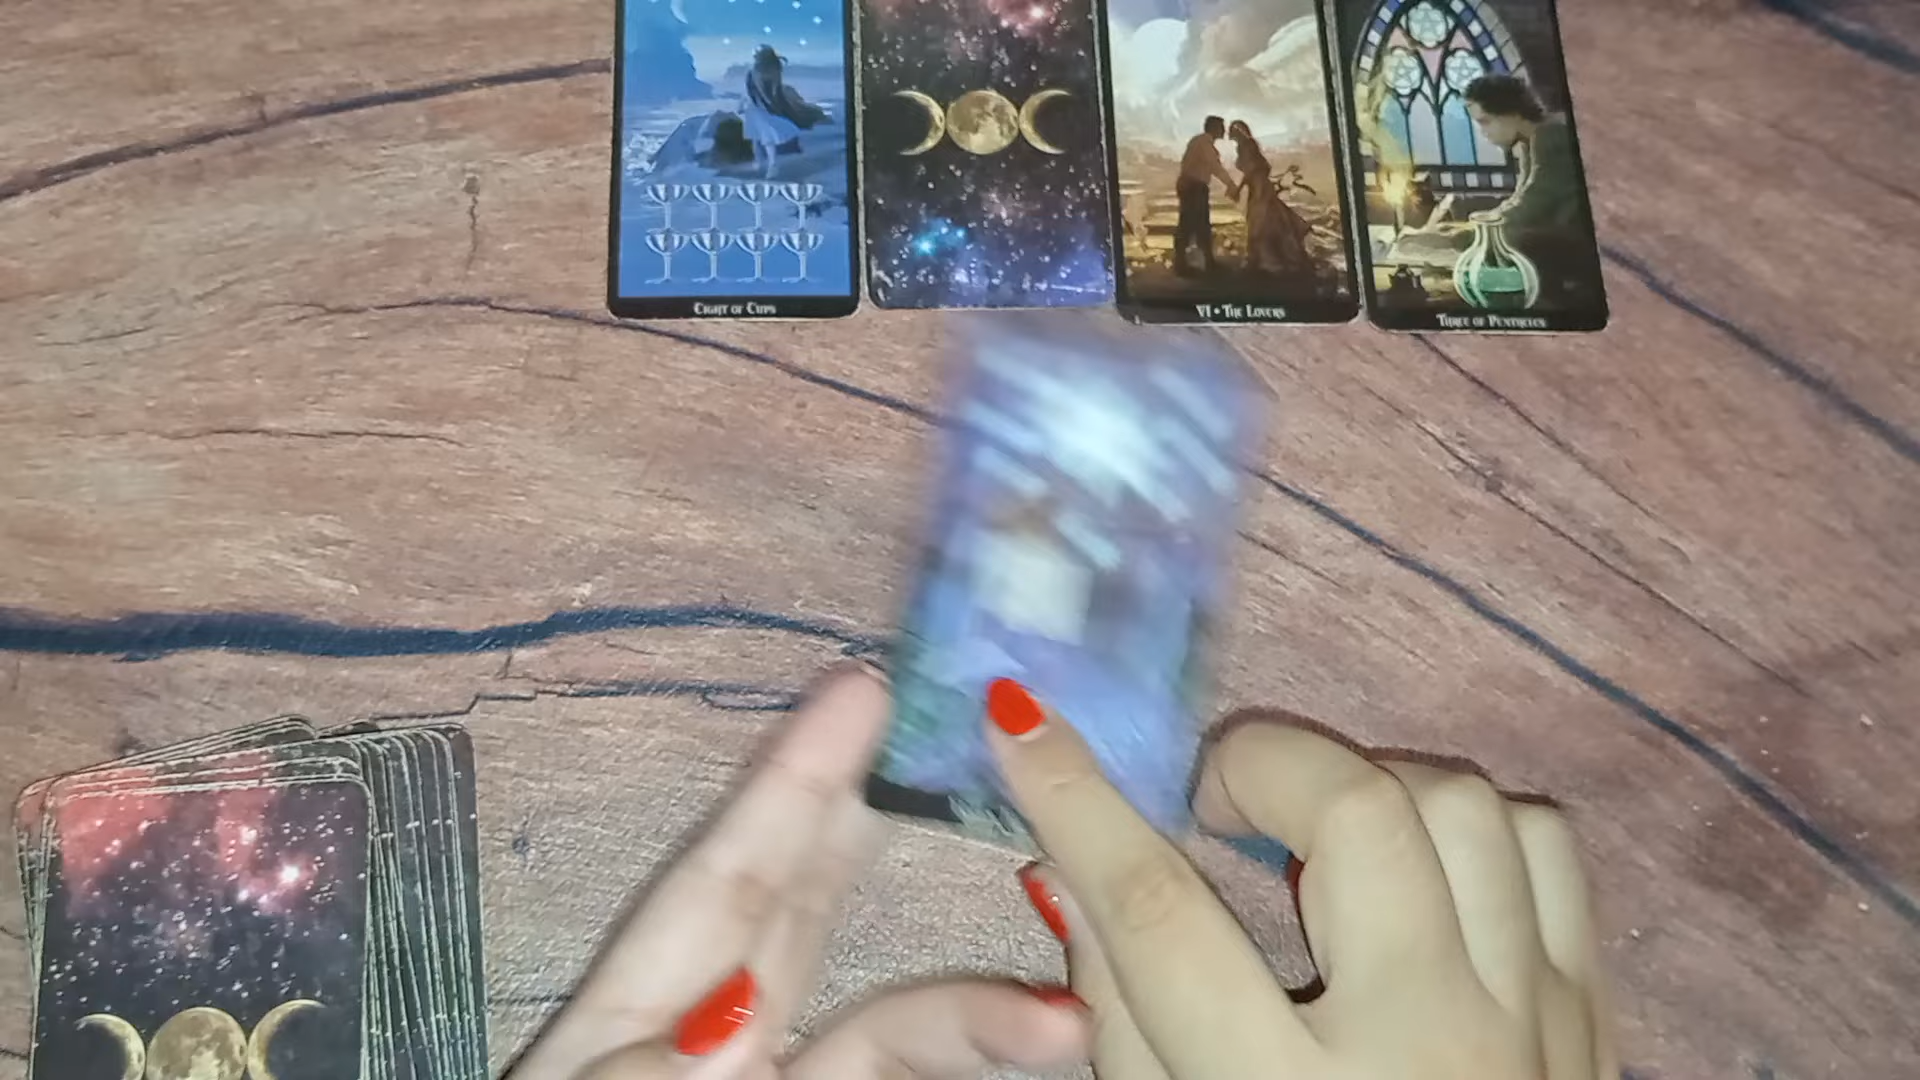 EIGHT OF CUPS
VI • THE LOVERS
THREE OF PENTACLES